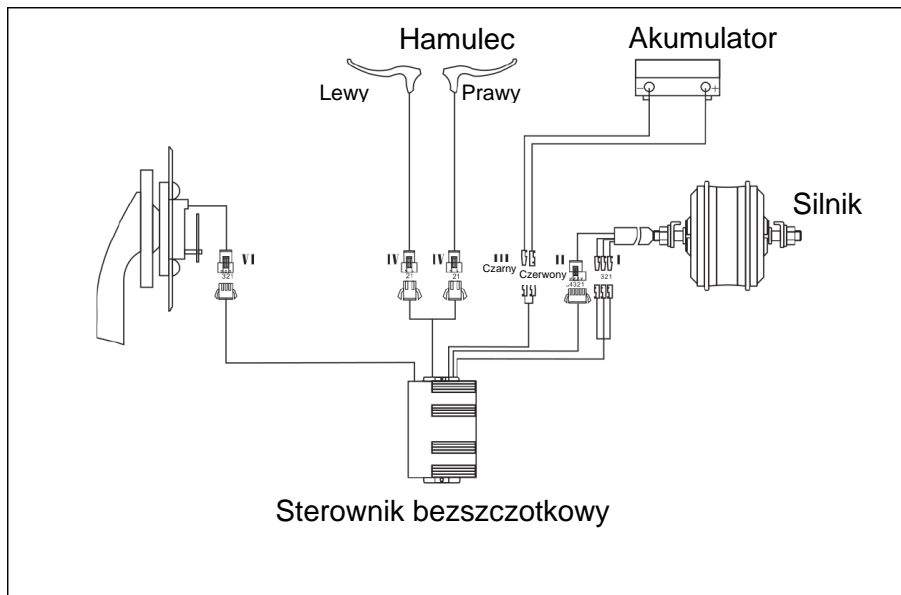 Hamulec
Akumulator
Lewy
Prawy
- +
Silnik
VI
IV
IV
III
II
I
Czarny
Czerwony
321
21
21
4321
321
Sterownik bezszczotkowy